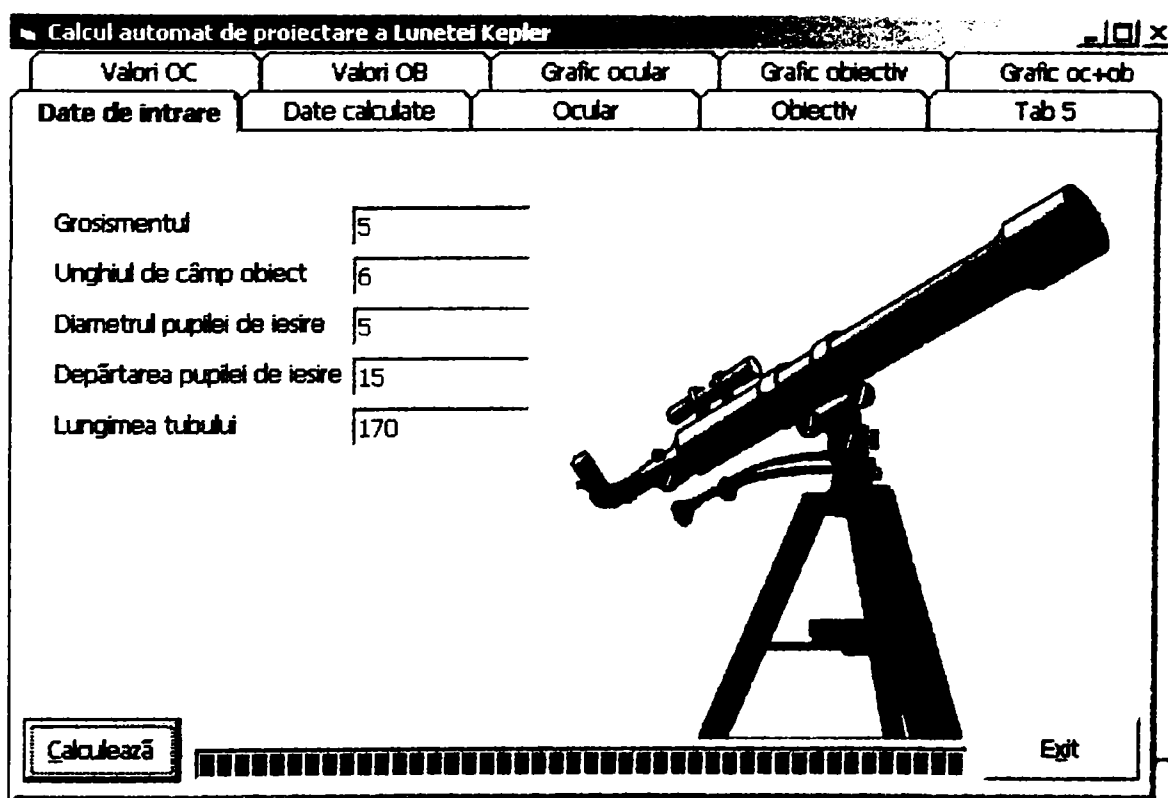 Calcul automat de proiectare a Lunetei Kepler
Valori OC Valori OB Grafic ocular Grafic obiectiv Grafic oc+ob
Date de intrare Date calculate Ocular Obiectiv Tab 5
Grosismentul 5
Unghiul de câmp obiect 6
Diametrul pupilei de iesire 5
Depãrtarea pupilei de iesire 15
Lungimea tubului 170
Calculeazã Exit